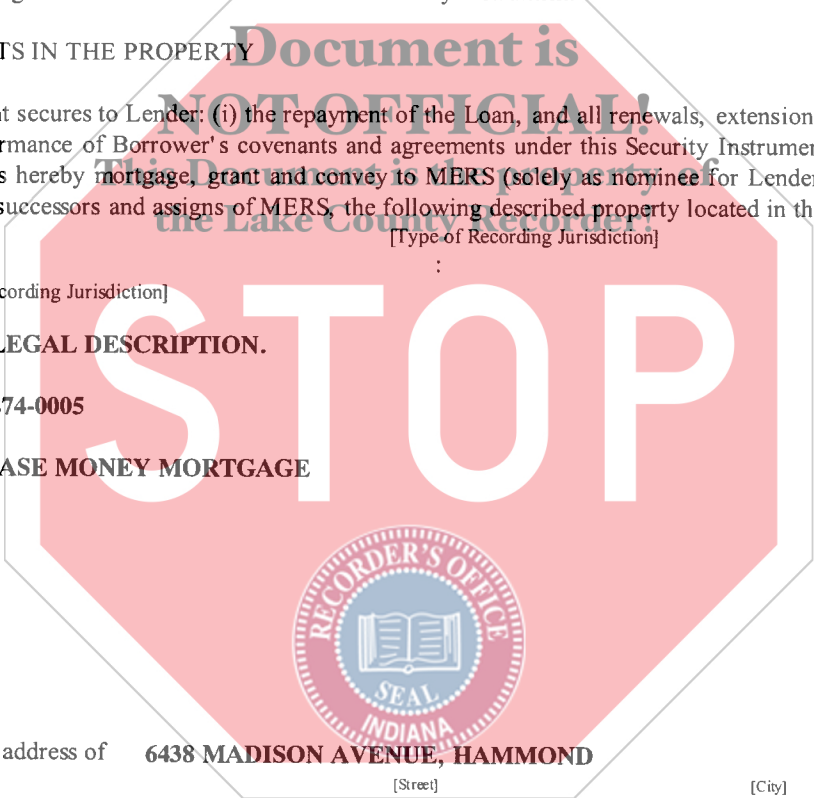 TS IN THE PROPERTY
Document is
t secures to Lender: (i) the repayment of the Loan, and all renewals, extension
NOT OFFICIAL!
rmance of Borrower's covenants and agreements under this Security Instrumen
This Document is the property of
s hereby mortgage, grant and convey to MERS (solely as nominee for Lender
successors and assigns of MERS, the following described property located in th
the Lake County Recorder!
[Type of Recording Jurisdiction]
:
cording Jurisdiction]
STOP
LEGAL DESCRIPTION.
74-0005
ASE MONEY MORTGAGE
RECORDER'S OFFICE
SEAL
INDIANA
address of 6438 MADISON AVENUE, HAMMOND
[Street] [City]